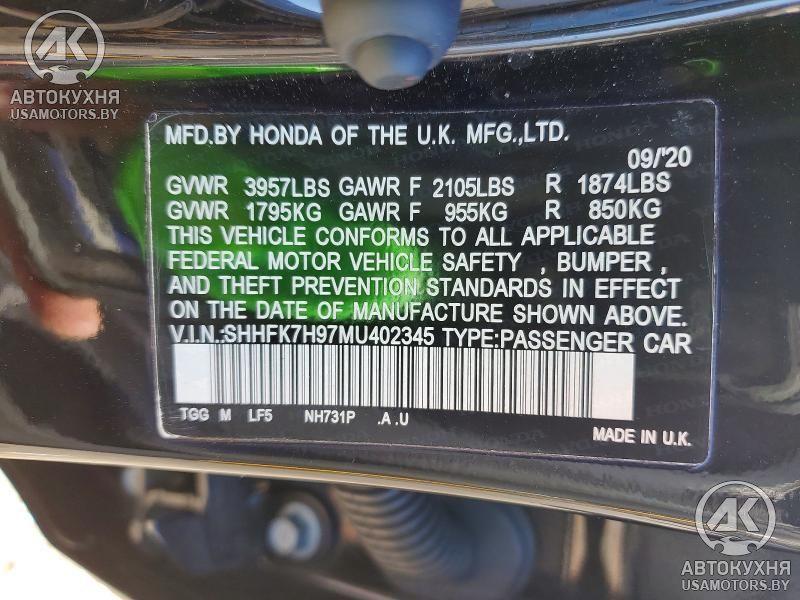 AK
АВТОКУХНЯ
USAMOTORS.BY
MFD.BY HONDA OF THE U.K. MFG.,LTD.
09/'20
GVWR 3957LBS GAWR F 2105LBS R 1874LBS
GVWR 1795KG GAWR F 955KG R 850KG
THIS VEHICLE CONFORMS TO ALL APPLICABLE
FEDERAL MOTOR VEHICLE SAFETY , BUMPER ,
AND THEFT PREVENTION STANDARDS IN EFFECT
ON THE DATE OF MANUFACTURE SHOWN ABOVE.
V.I.N.:SHHFK7H97MU402345 TYPE:PASSENGER CAR
TGG M LF5 NH731P .A .U
MADE IN U.K.
AK
АВТОКУХНЯ
USAMOTORS.BY